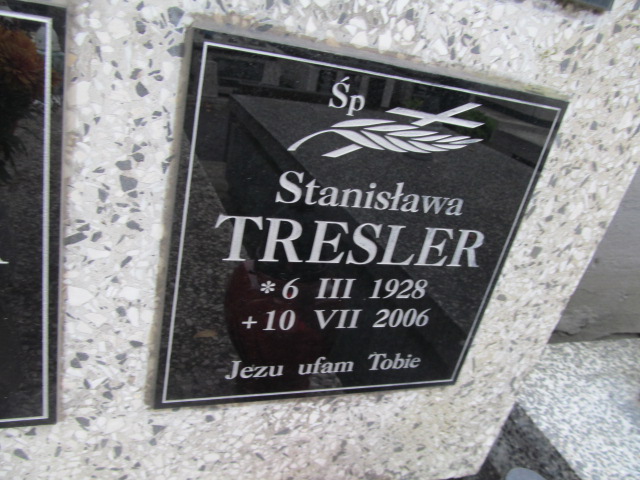 Śp
Stanisława
TRESLER
* 6 III 1928
+ 10 VII 2006
Jezu ufam Tobie